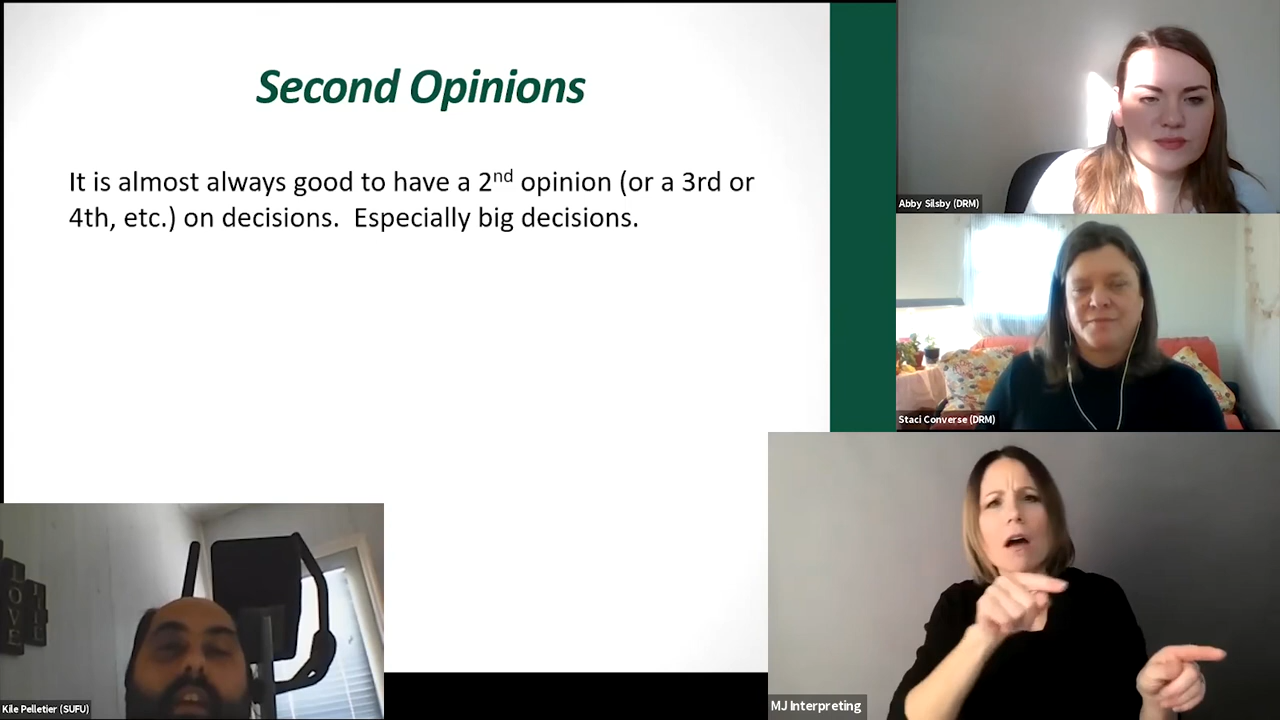 Second Opinions
It is almost always good to have a 2nd opinion (or a 3rd or
4th, etc.) on decisions.  Especially big decisions.
Abby Silsby (DRM)
Staci Converse (DRM)
LOVE
Kile Pelletier (SUFU)
MJ Interpreting